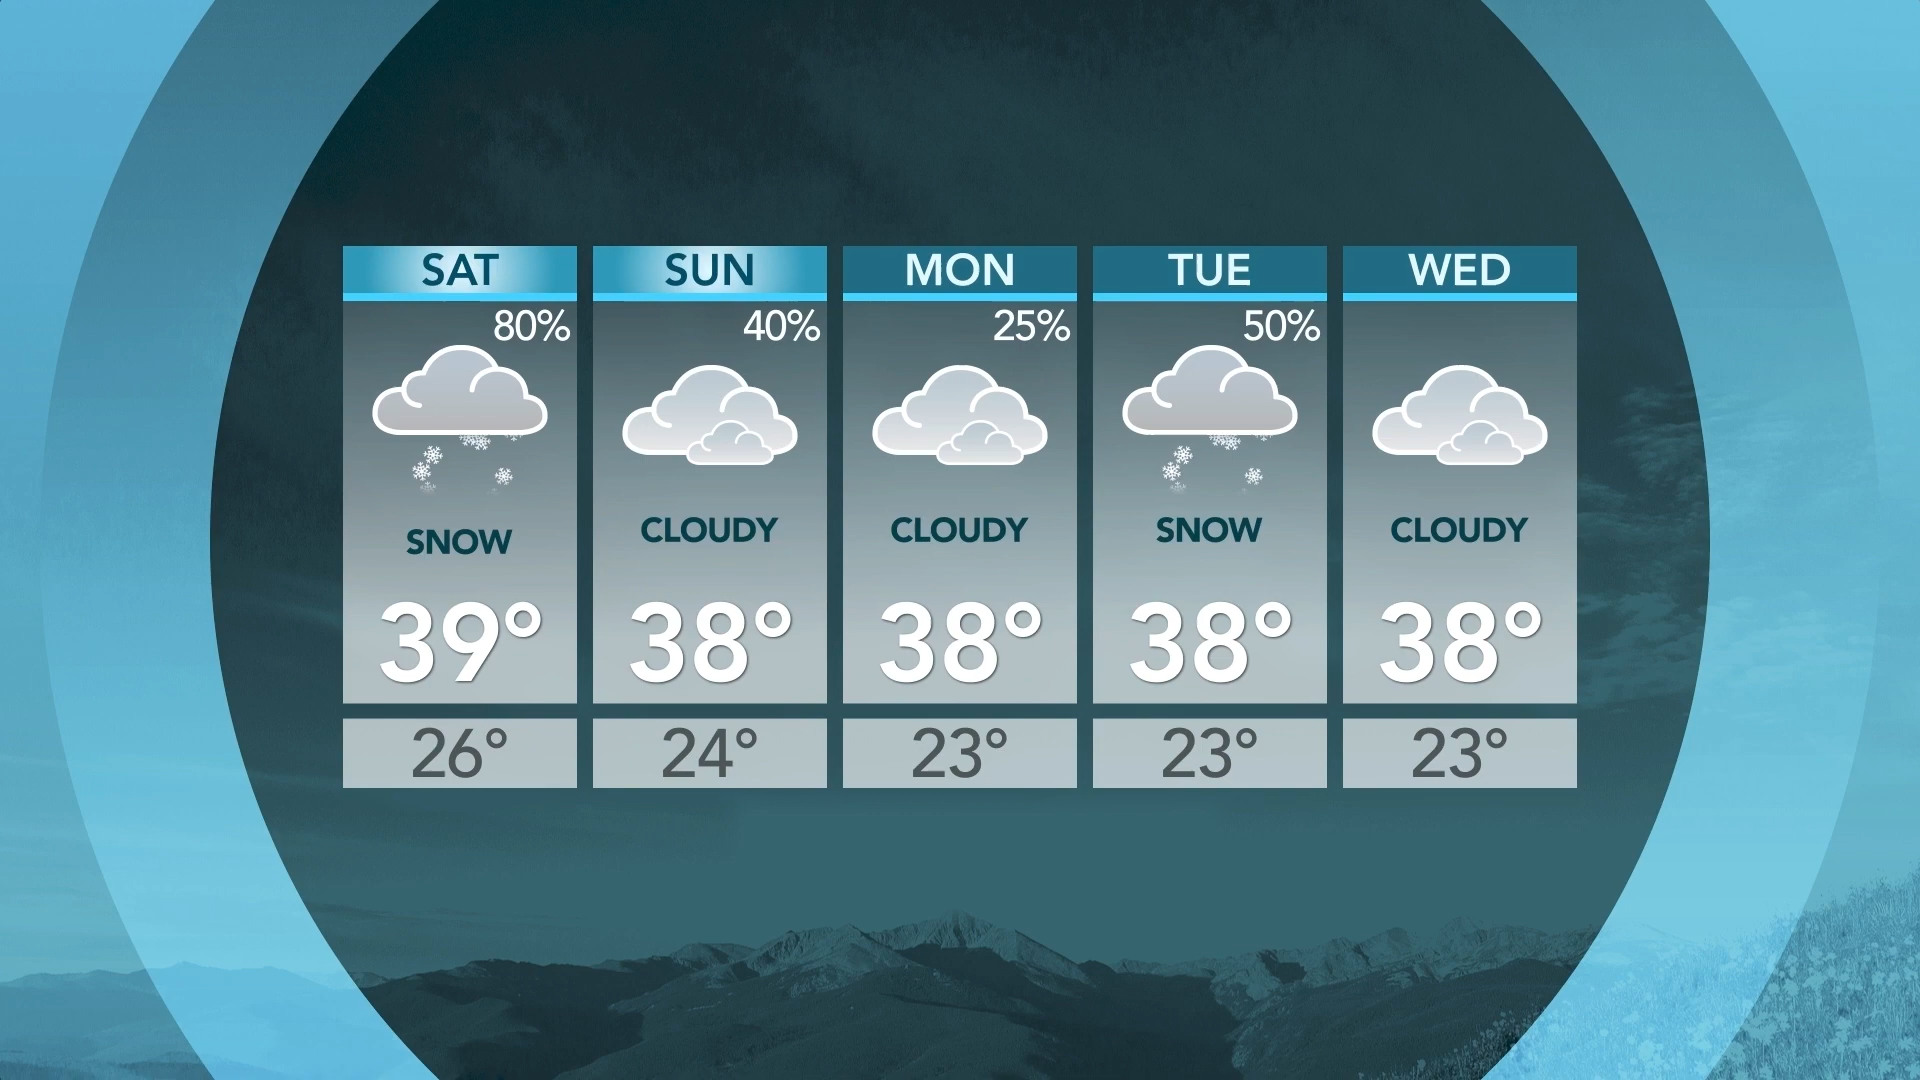 SAT SUN MON TUE WED
80% 40% 25% 50%
SNOW CLOUDY CLOUDY SNOW CLOUDY
39° 38° 38° 38° 38°
26° 24° 23° 23° 23°